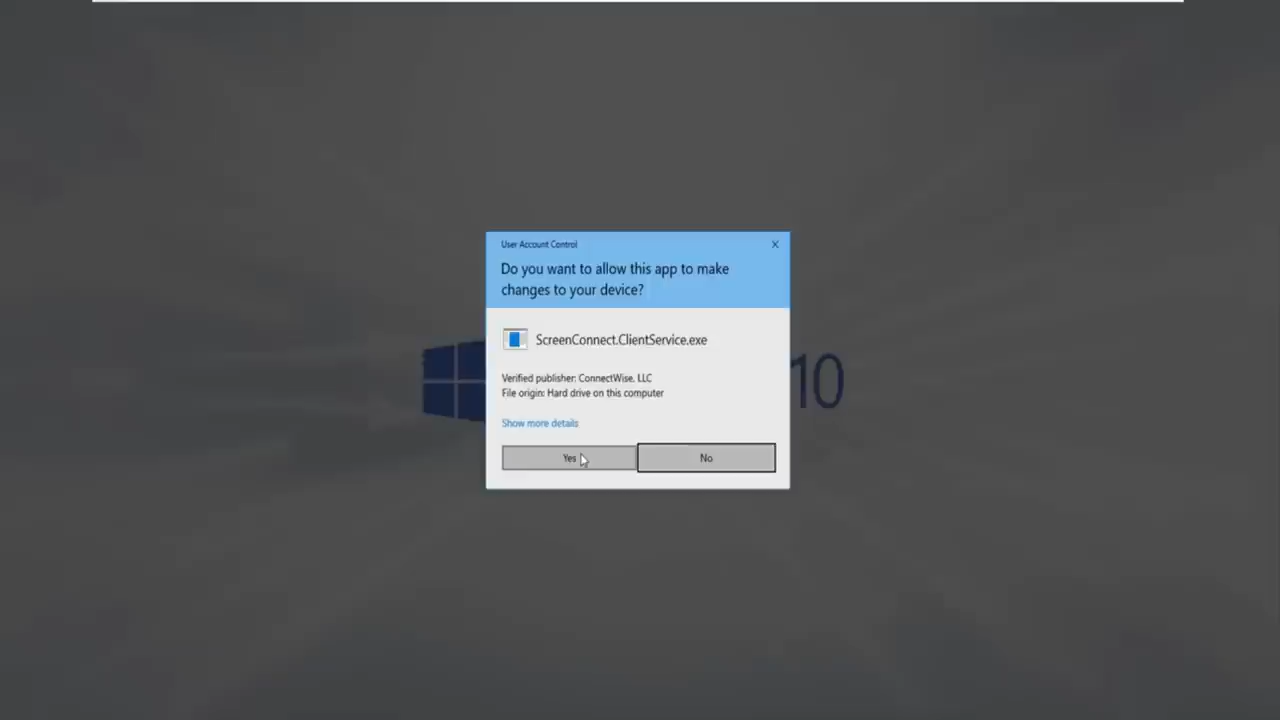 User Account Control
Do you want to allow this app to make
changes to your device?
ScreenConnect.ClientService.exe
Verified publisher: ConnectWise, LLC
File origin: Hard drive on this computer
Show more details
Yes
No
10